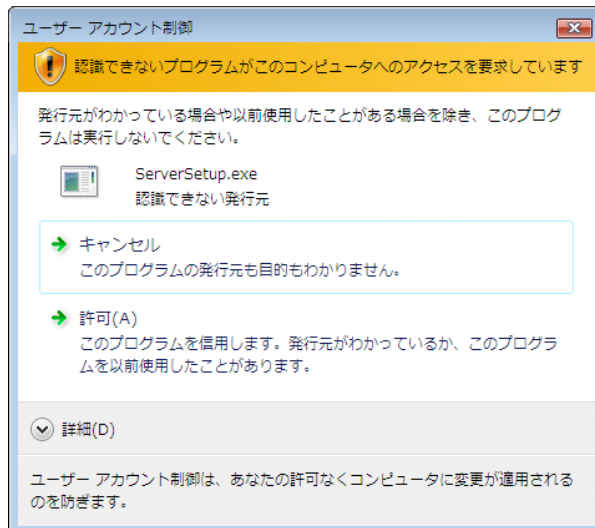 ユーザー アカウント制御
認識できないプログラムがこのコンピュータへのアクセスを要求しています
発行元がわかっている場合や以前使用したことがある場合を除き、このプログ
ラムは実行しないでください。
ServerSetup.exe
認識できない発行元
キャンセル
このプログラムの発行元も目的もわかりません。
許可(A)
このプログラムを信用します。発行元がわかっているか、このプログラ
ムを以前使用したことがあります。
詳細(D)
ユーザー アカウント制御は、あなたの許可なくコンピュータに変更が適用される
のを防ぎます。